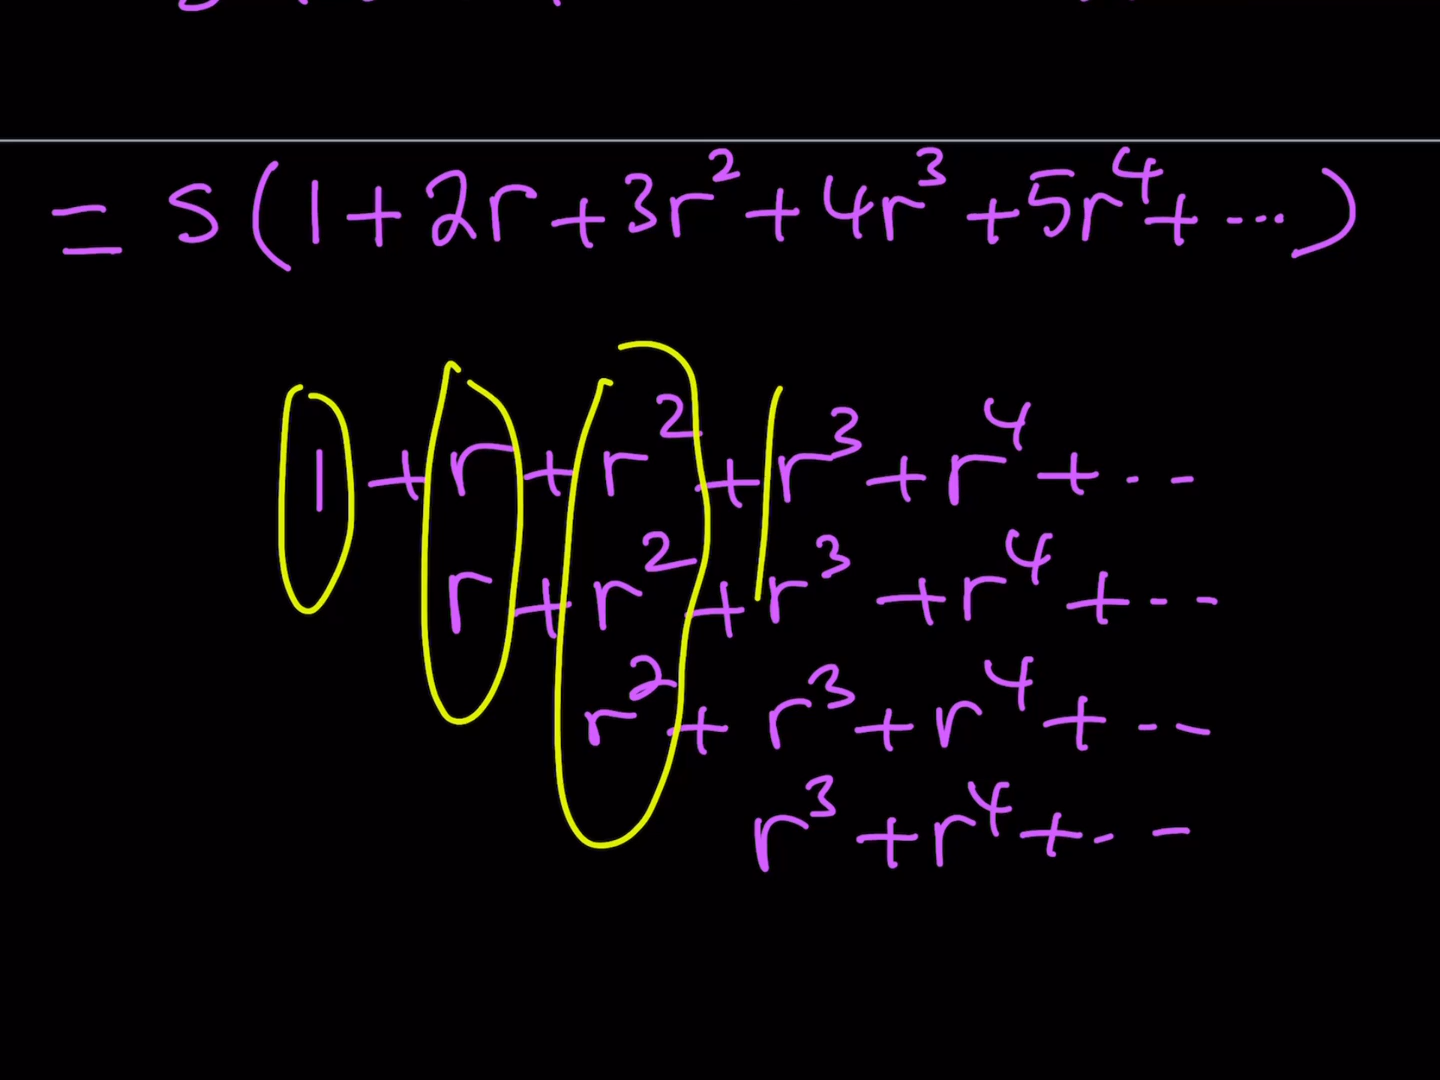 = S(1+2r+3r²+4r³+5r⁴+---)
1+r+r²+r³+r⁴+--
r+r²+r³+r⁴+--
r²+r³+r⁴+--
r³+r⁴+--